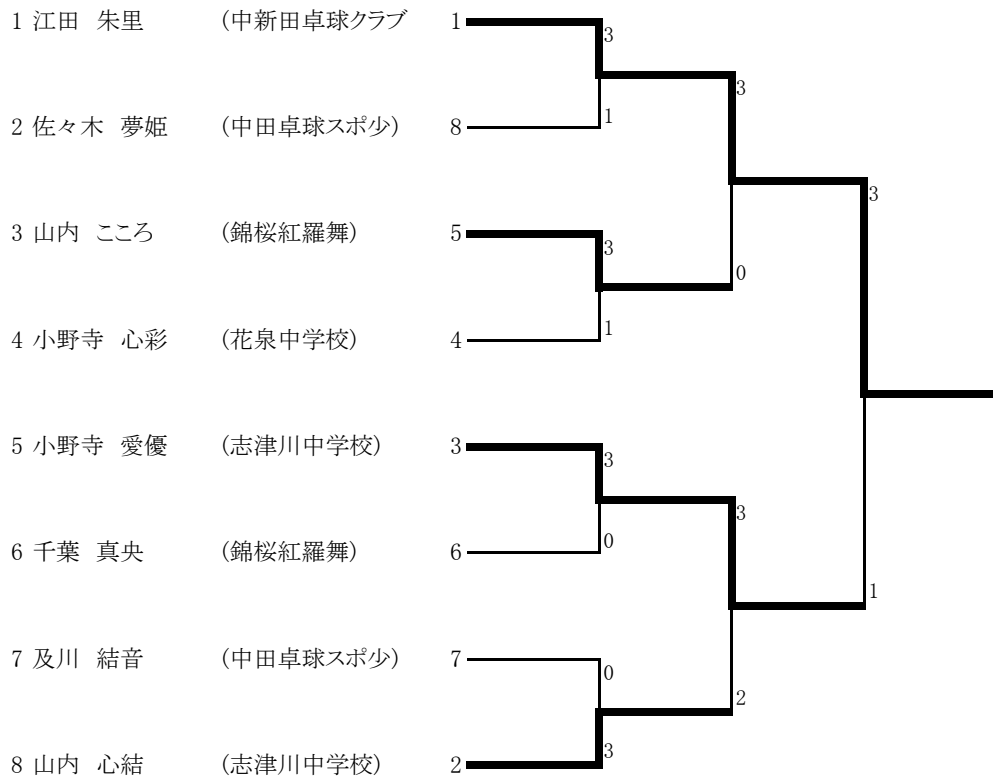 1 江田 朱里 (中新田卓球クラブ 1
3
3
1
2 佐々木 夢姫 (中田卓球スポ少) 8
3
3 山内 こころ (錦桜紅羅舞) 5
3
0
1
4 小野寺 心彩 (花泉中学校) 4
5 小野寺 愛優 (志津川中学校) 3
3
3
0
6 千葉 真央 (錦桜紅羅舞) 6
1
7 及川 結音 (中田卓球スポ少) 7
0
2
3
8 山内 心結 (志津川中学校) 2